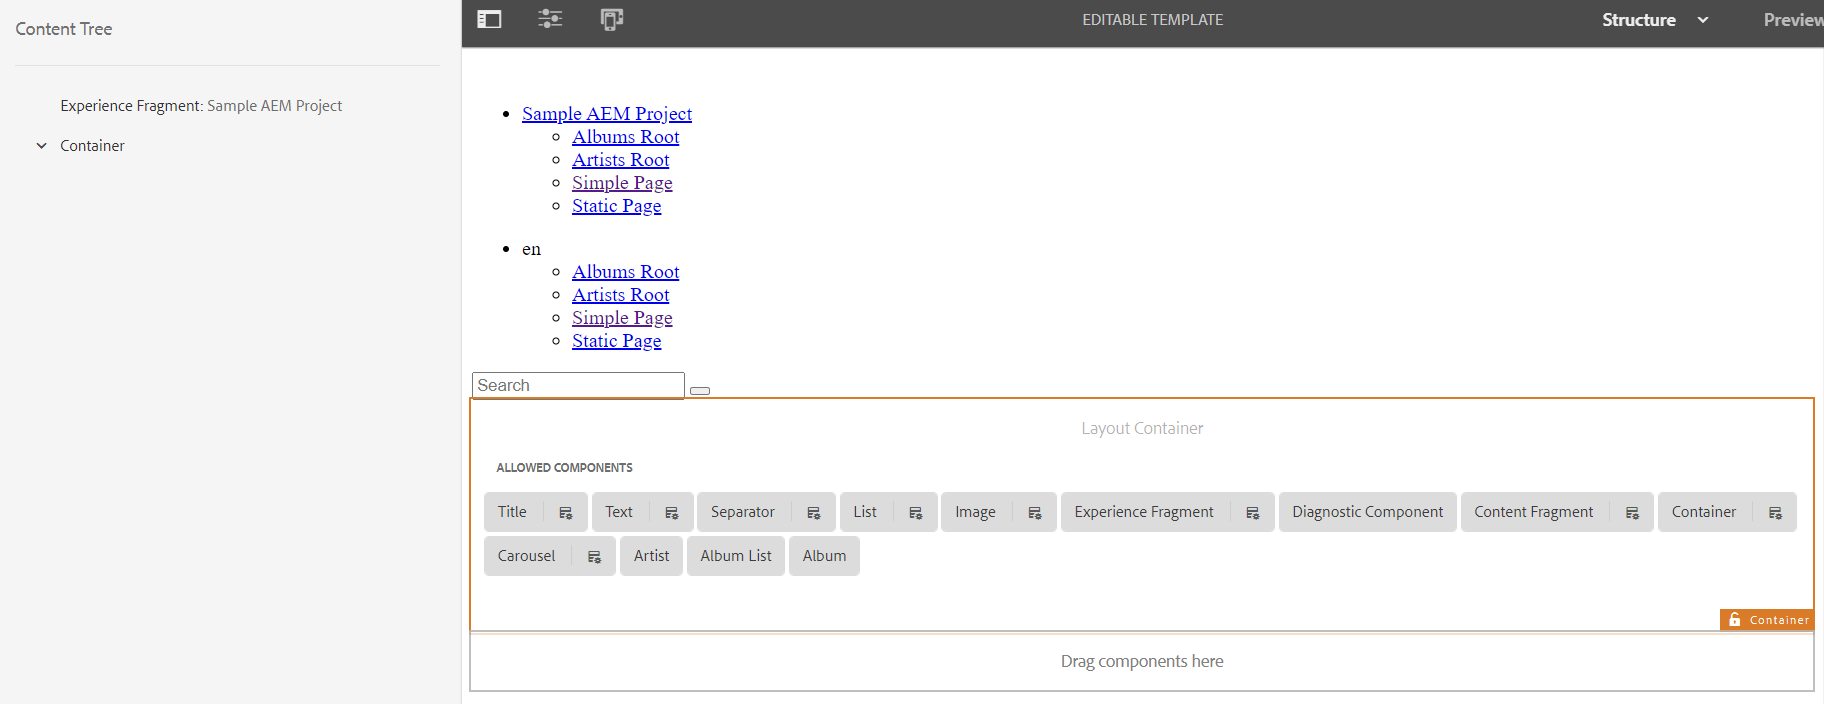 Content Tree
Experience Fragment: Sample AEM Project
Container
EDITABLE TEMPLATE
Structure
Preview
Sample AEM Project
Albums Root
Artists Root
Simple Page
Static Page
en
Albums Root
Artists Root
Simple Page
Static Page
Search
Layout Container
ALLOWED COMPONENTS
Title Text Separator List Image Experience Fragment Diagnostic Component Content Fragment Container
Carousel Artist Album List Album
Container
Drag components here